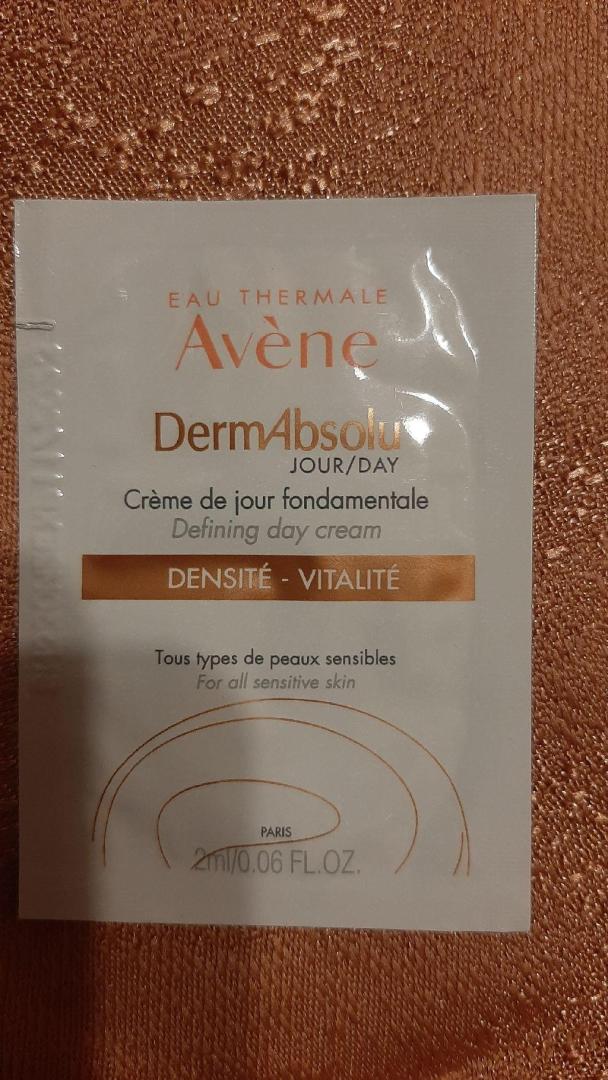 EAU THERMALE
Avène
DermAbsolu
JOUR/DAY
Crème de jour fondamentale
Defining day cream
DENSITÉ - VITALITÉ
Tous types de peaux sensibles
For all sensitive skin
PARIS
2ml/0.06 FL.OZ.